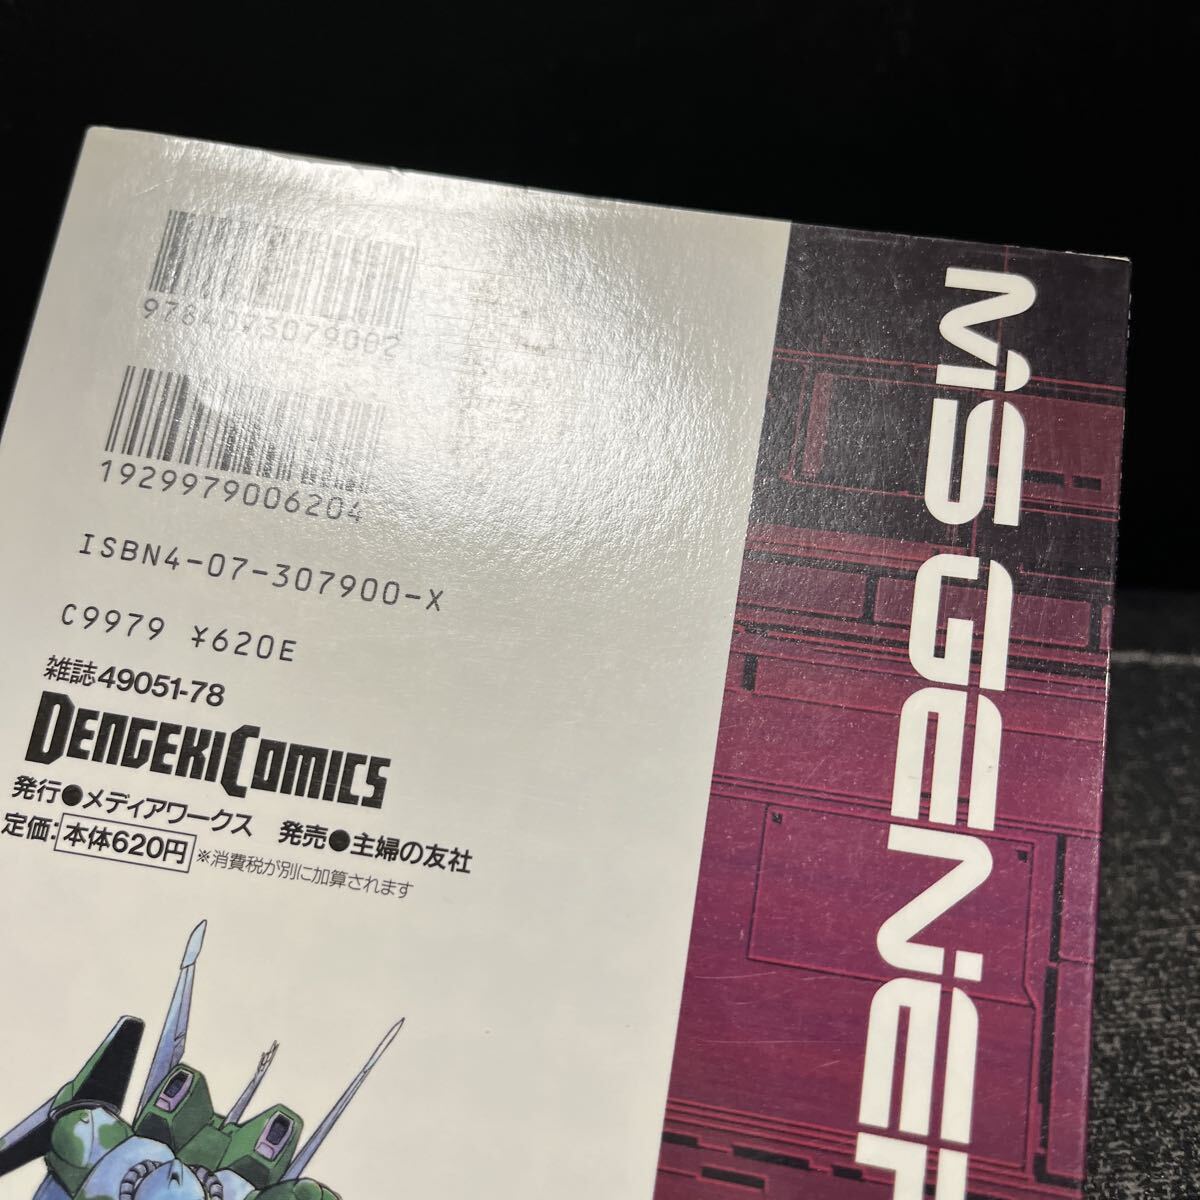 9784073079002
1929979006204
ISBN4-07-307900-X
C9979 ¥620E
雑誌49051-78
DENGEKI COMICS
発行●メディアワークス 発売●主婦の友社
定価:本体620円 ※消費税が別に加算されます
MS GENER